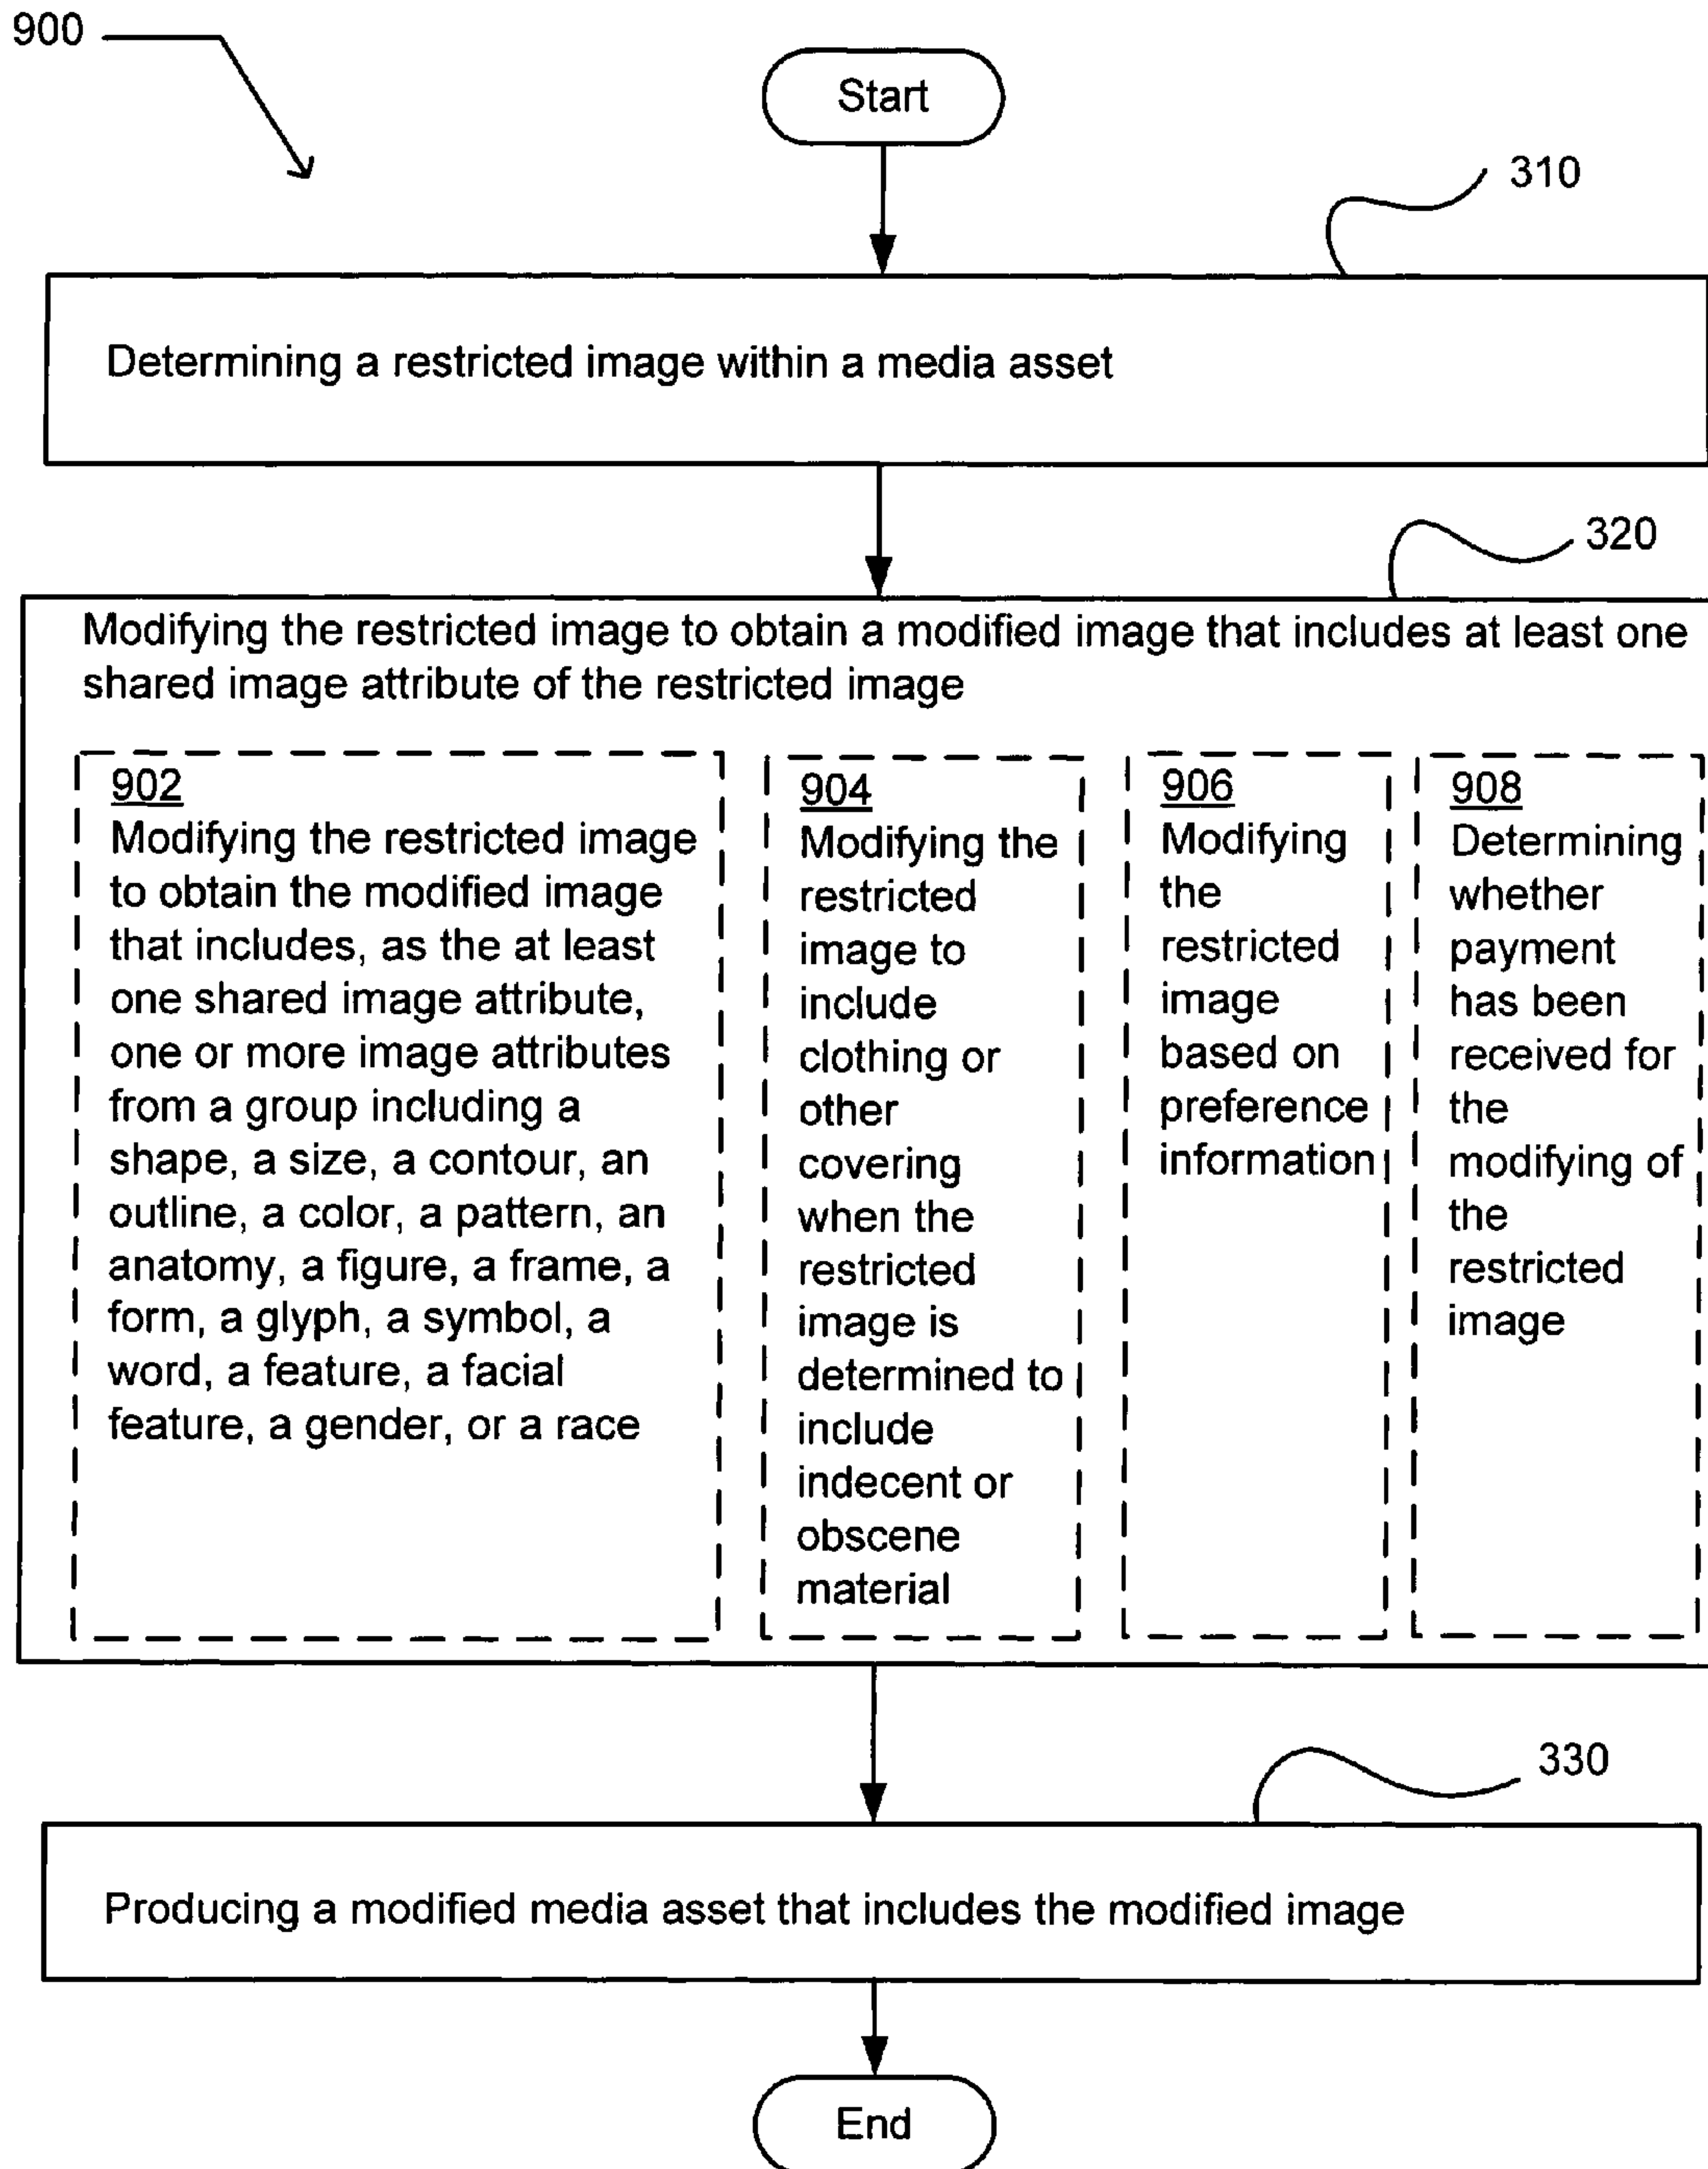 900
Start
310
Determining a restricted image within a media asset
320
Modifying the restricted image to obtain a modified image that includes at least one
shared image attribute of the restricted image
902
Modifying the restricted image
to obtain the modified image
that includes, as the at least
one shared image attribute,
one or more image attributes
from a group including a
shape, a size, a contour, an
outline, a color, a pattern, an
anatomy, a figure, a frame, a
form, a glyph, a symbol, a
word, a feature, a facial
feature, a gender, or a race
904
Modifying the
restricted
image to
include
clothing or
other
covering
when the
restricted
image is
determined to
include
indecent or
obscene
material
906
Modifying
the
restricted
image
based on
preference
information
908
Determining
whether
payment
has been
received for
the
modifying of
the
restricted
image
330
Producing a modified media asset that includes the modified image
End